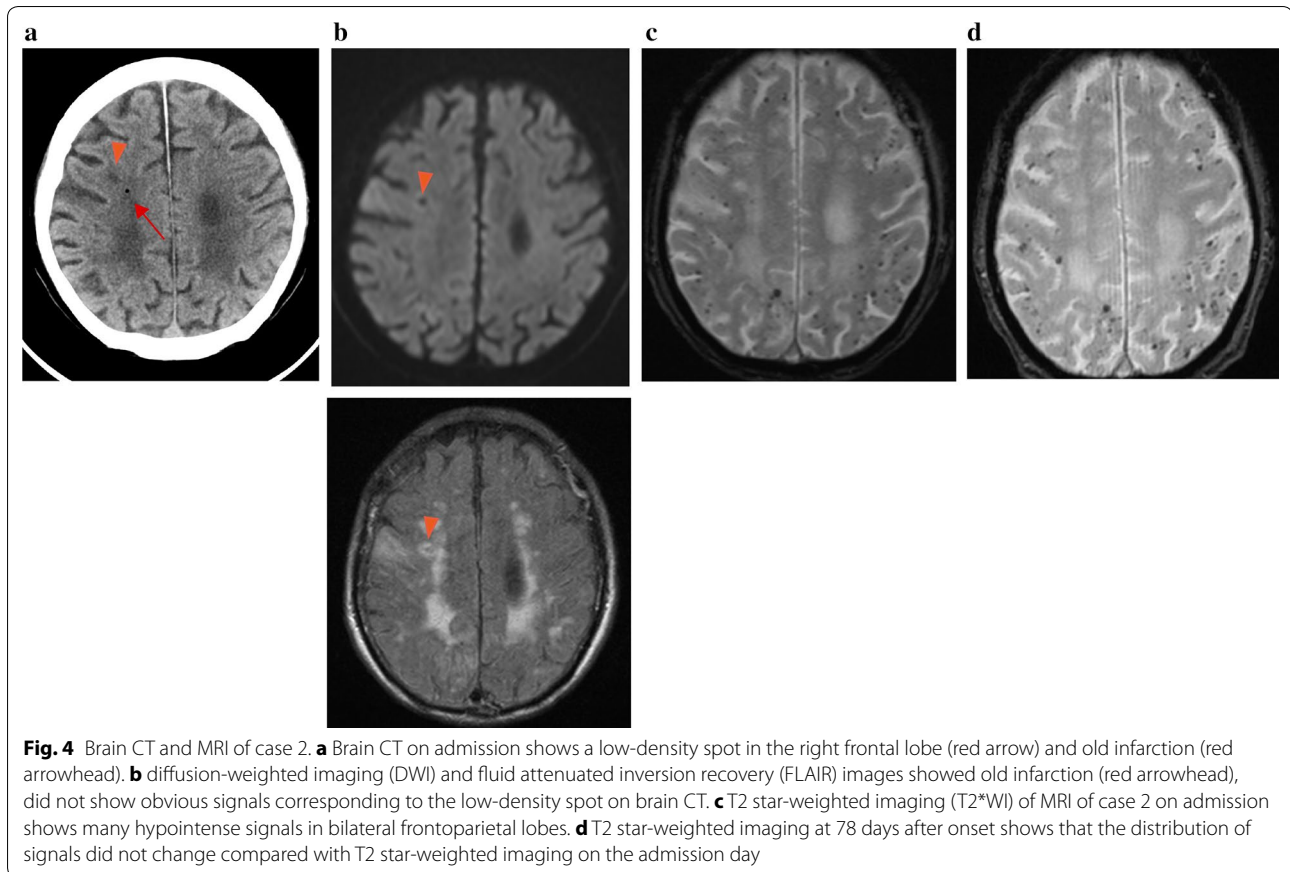 a
b
c
d
Fig. 4 Brain CT and MRI of case 2. a Brain CT on admission shows a low-density spot in the right frontal lobe (red arrow) and old infarction (red
arrowhead). b diffusion-weighted imaging (DWI) and fluid attenuated inversion recovery (FLAIR) images showed old infarction (red arrowhead),
did not show obvious signals corresponding to the low-density spot on brain CT. c T2 star-weighted imaging (T2*WI) of MRI of case 2 on admission
shows many hypointense signals in bilateral frontoparietal lobes. d T2 star-weighted imaging at 78 days after onset shows that the distribution of
signals did not change compared with T2 star-weighted imaging on the admission day